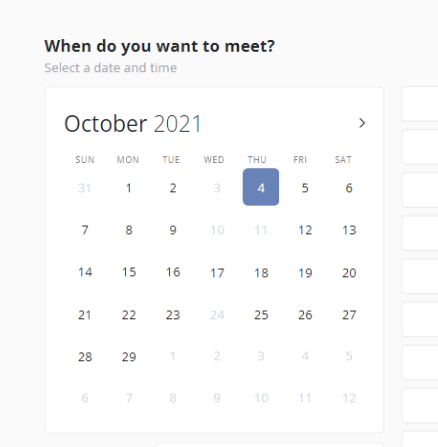 When do you want to meet?
Select a date and time
October 2021
SUN MON TUE WED THU FRI SAT
31 1 2 3 4 5 6
7 8 9 10 11 12 13
14 15 16 17 18 19 20
21 22 23 24 25 26 27
28 29 1 2 3 4 5
6 7 8 9 10 11 12